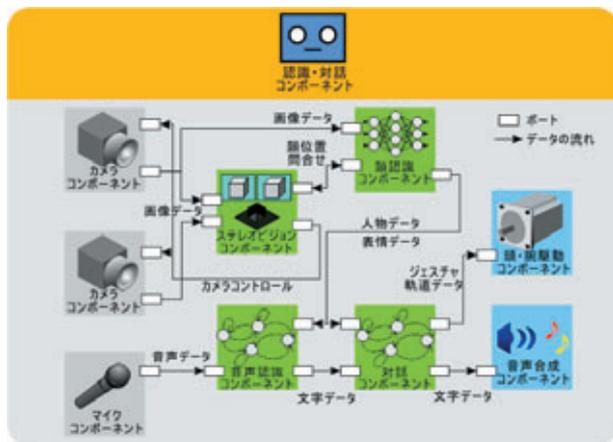 認識・対話
コンポーネント
カメラ
コンポーネント
画像データ
顔位置
問合せ
顔認識
コンポーネント
ポート
データの流れ
画像データ
ステレオビジョン
コンポーネント
人物データ
表情データ
頭・腕駆動
コンポーネント
カメラ
コンポーネント
カメラコントロール
ジェスチャ
軌道データ
音声データ
マイク
コンポーネント
音声認識
コンポーネント
文字データ
対話
コンポーネント
文字データ
音声合成
コンポーネント